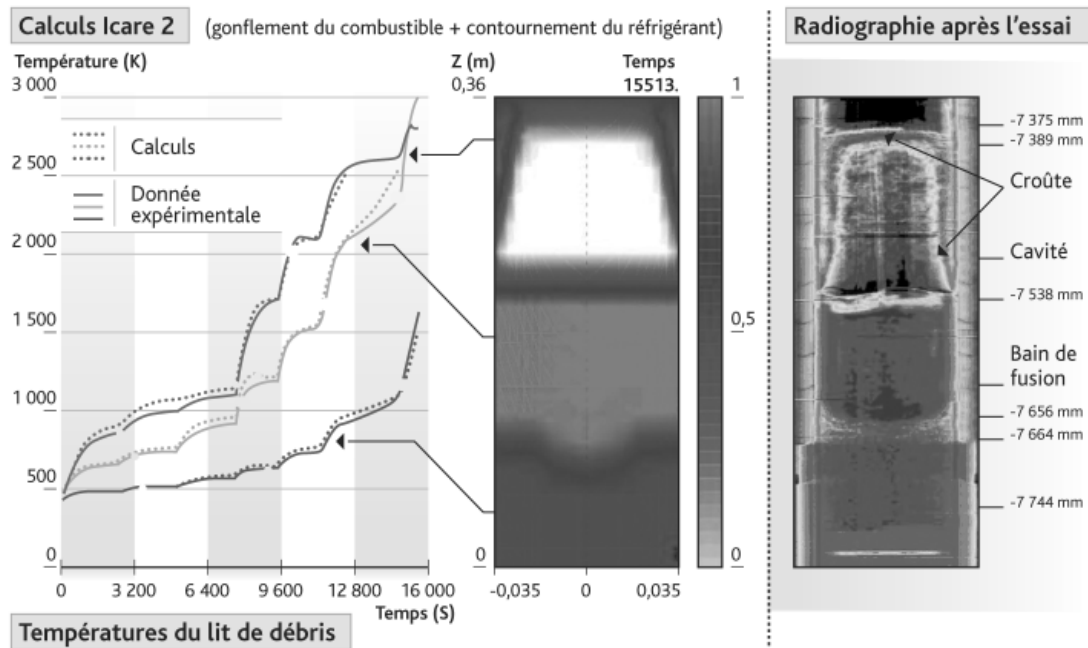 Calculs Icare 2
(gonflement du combustible + contournement du réfrigérant)
Radiographie après l’essai
Température (K)
3 000
2 500
2 000
1 500
1 000
500
0
Calculs
Donnée
expérimentale
0
3 200
6 400
9 600
12 800
16 000
Temps (S)
Températures du lit de débris
Z (m)
0,36
Temps
15513.
0
-0,035
0
0,035
1
0,5
0
-7 375 mm
-7 389 mm
Croûte
Cavité
-7 538 mm
Bain de
fusion
-7 656 mm
-7 664 mm
-7 744 mm